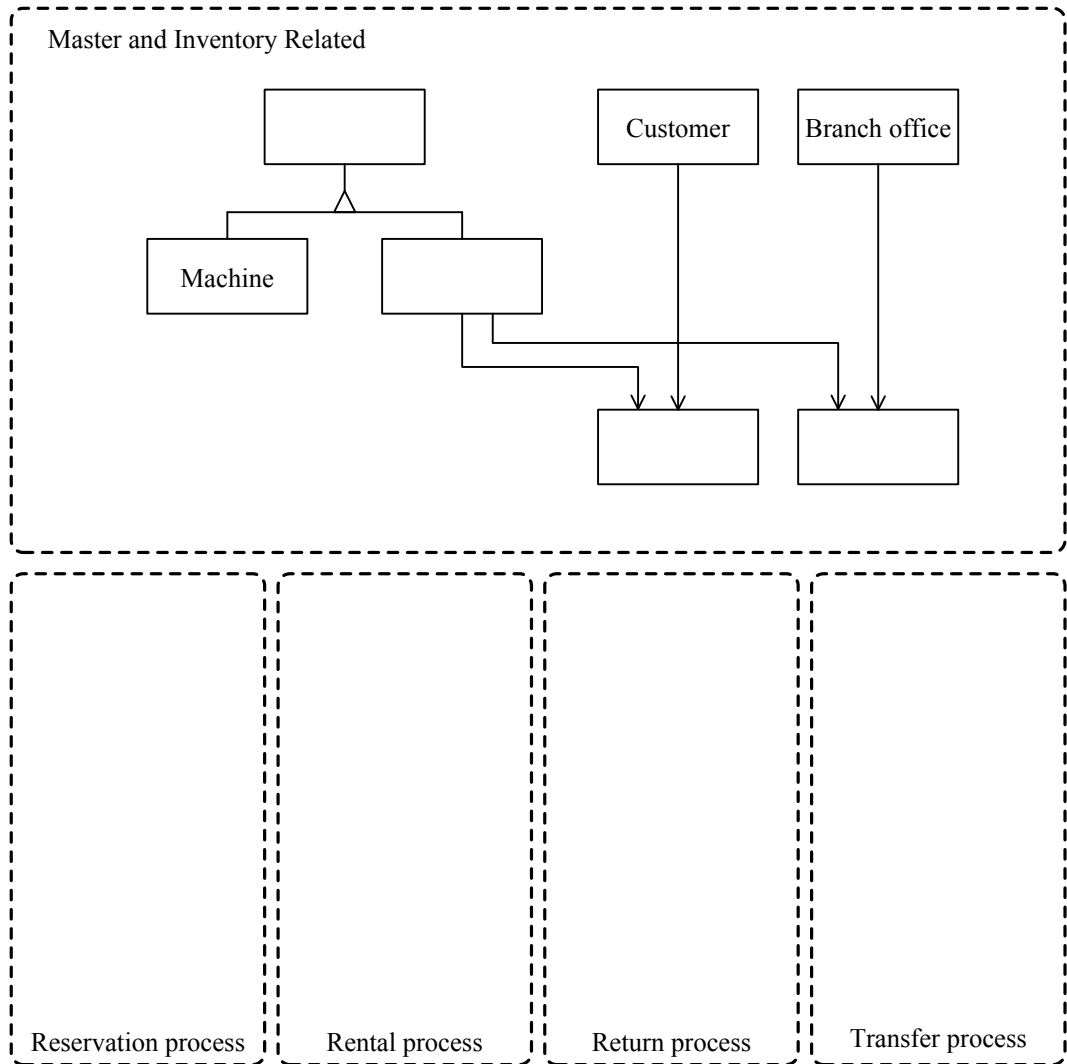 Master and Inventory Related
Customer
Branch office
Machine
Reservation process
Rental process
Return process
Transfer process